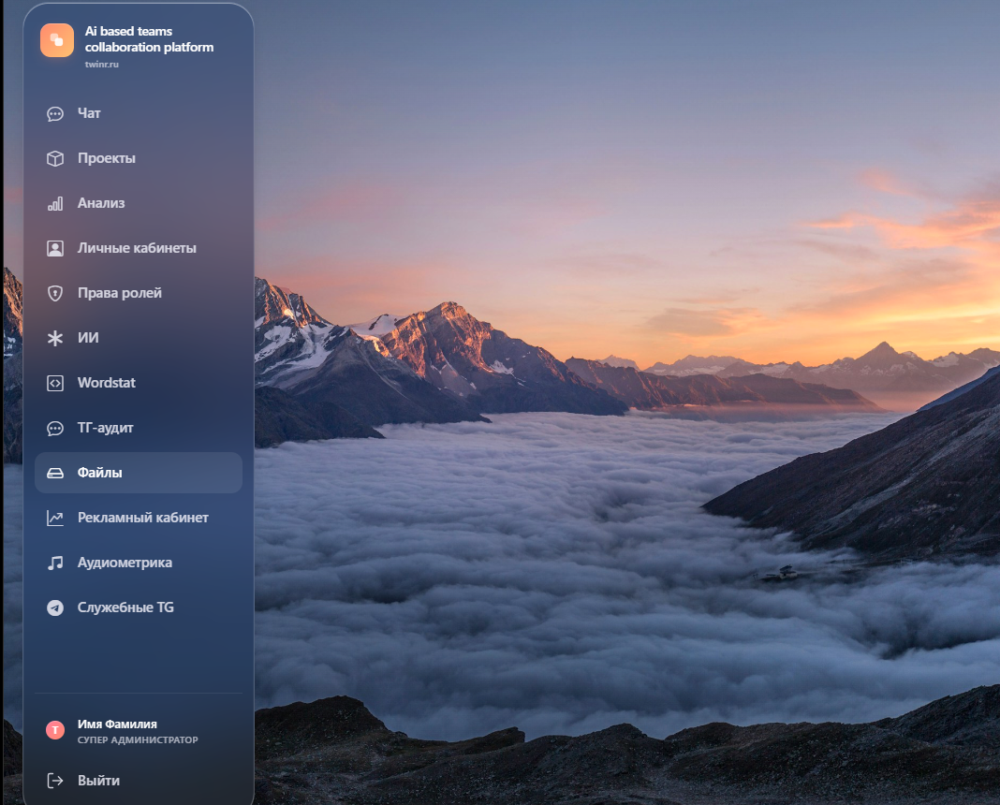 Ai based teams
collaboration platform
twinr.ru
Чат
Проекты
Анализ
Личные кабинеты
Права ролей
ИИ
Wordstat
ТГ-аудит
Файлы
Рекламный кабинет
Аудиометрика
Служебные TG
T
Имя Фамилия
СУПЕР АДМИНИСТРАТОР
Выйти